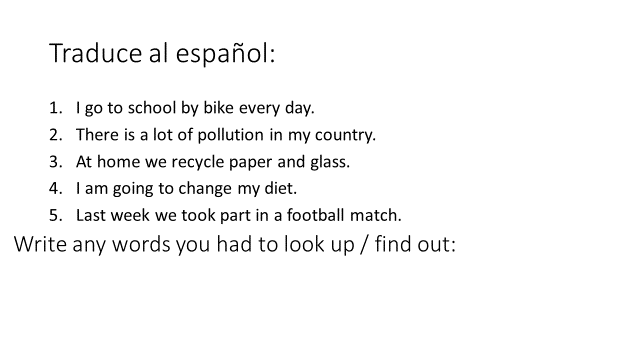 Traduce al español:
1. I go to school by bike every day.
2. There is a lot of pollution in my country.
3. At home we recycle paper and glass.
4. I am going to change my diet.
5. Last week we took part in a football match.
Write any words you had to look up / find out: